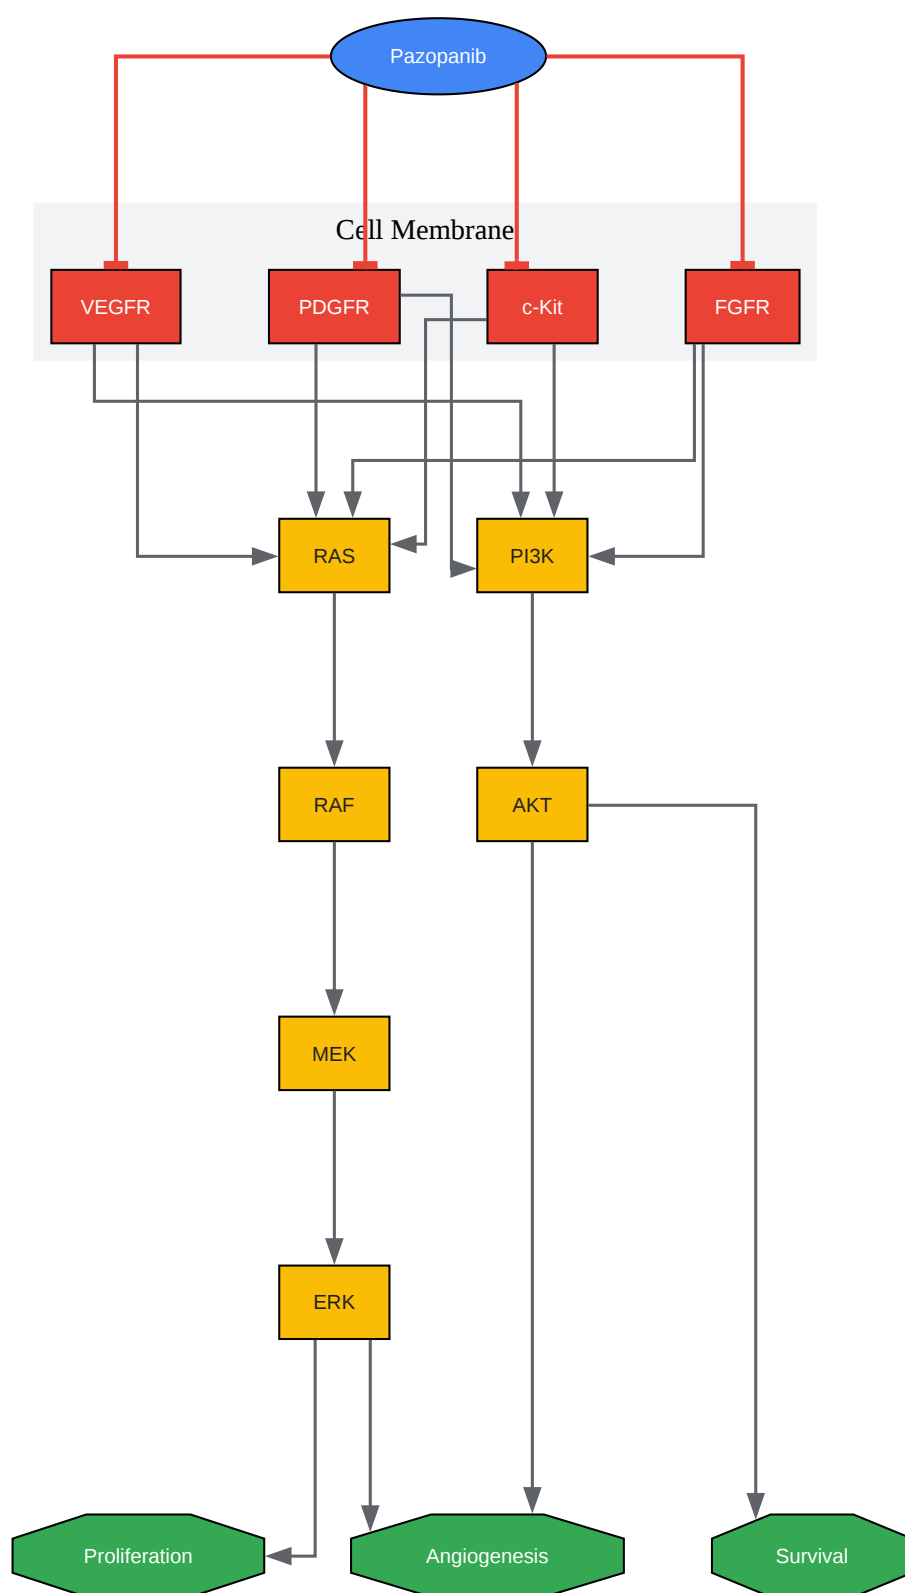 Pazopanib
Cell Membrane
VEGFR
PDGFR
c-Kit
FGFR
RAS
PI3K
RAF
AKT
MEK
ERK
Proliferation
Angiogenesis
Survival